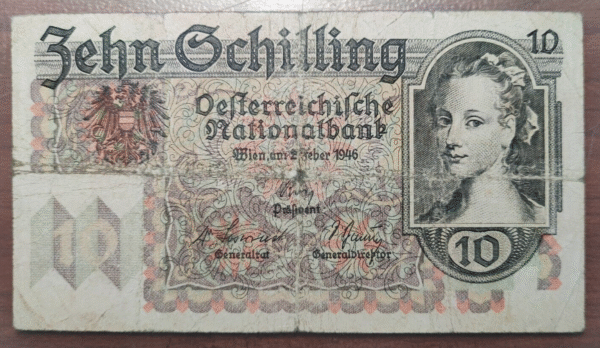 Zehn Schilling
10
Oesterreichische
Nationalbank
Wien, am 2. Feber 1946
Präsident
Generalrat
Generaldirektor
10
10